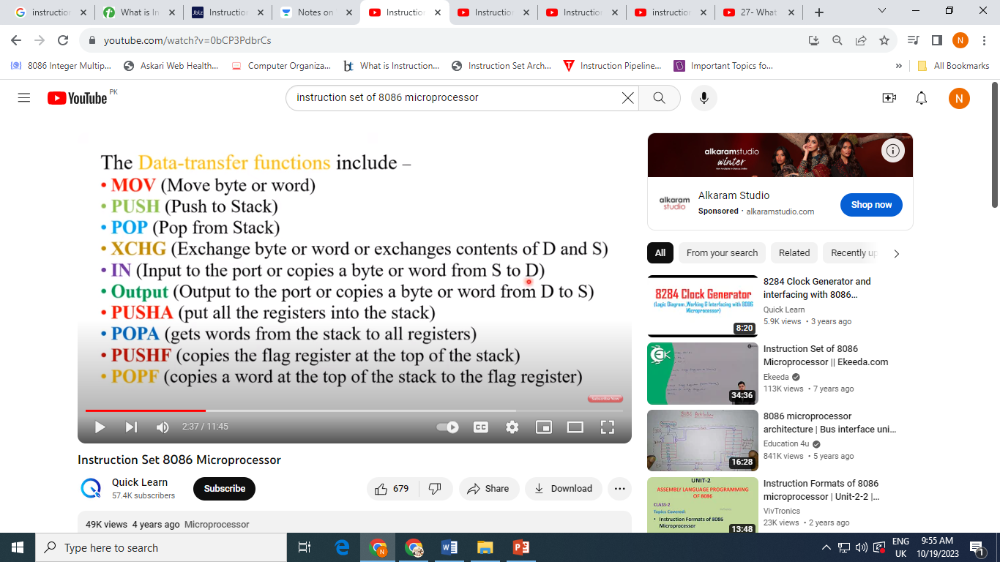 instruction
What is In
Instruction
Notes on
Instruction
Instruction
Instruction
instruction
27- What
youtube.com/watch?v=0bCP3PdbrCs
N
8086 Integer Multip...
Askari Web Health...
Computer Organiza...
What is Instruction...
Instruction Set Arch...
Instruction Pipeline...
Important Topics fo...
»
All Bookmarks
YouTube PK
instruction set of 8086 microprocessor
N
The Data-transfer functions include –
• MOV (Move byte or word)
• PUSH (Push to Stack)
• POP (Pop from Stack)
• XCHG (Exchange byte or word or exchanges contents of D and S)
• IN (Input to the port or copies a byte or word from S to D)
• Output (Output to the port or copies a byte or word from D to S)
• PUSHA (put all the registers into the stack)
• POPA (gets words from the stack to all registers)
• PUSHF (copies the flag register at the top of the stack)
• POPF (copies a word at the top of the stack to the flag register)
Subscribe Now
2:37 / 11:45
CC
Instruction Set 8086 Microprocessor
Quick Learn
57.4K subscribers
Subscribe
679
Share
Download
49K views 4 years ago Microprocessor
alkaramstudio
winter
alkaram
studio
Alkaram Studio
Sponsored · alkaramstudio.com
Shop now
All
From your search
Related
Recently up
8284 Clock Generator
(Logic Diagram ,Working & Interfacing with 8086
Microprocessor)
8:20
8284 Clock Generator and
interfacing with 8086...
Quick Learn
5.9K views • 3 years ago
34:36
Instruction Set of 8086
Microprocessor || Ekeeda.com
Ekeeda
113K views • 7 years ago
16:28
8086 microprocessor
architecture | Bus interface uni...
Education 4u
841K views • 5 years ago
UNIT-2
ASSEMBLY LANGUAGE PROGRAMMING
OF 8086
CLASS-2
Topics Covered:
• Instruction Formats of 8086
Microprocessor
13:48
Instruction Formats of 8086
microprocessor | Unit-2-2 |...
VivTronics
23K views • 2 years ago
Type here to search
ENG
UK
9:55 AM
10/19/2023
1